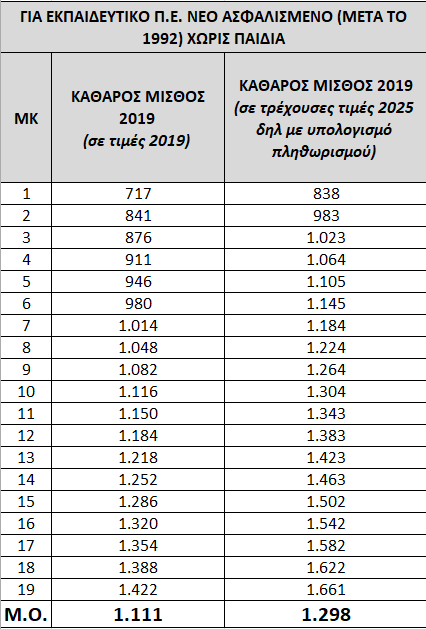 ΓΙΑ ΕΚΠΑΙΔΕΥΤΙΚΟ Π.Ε. ΝΕΟ ΑΣΦΑΛΙΣΜΕΝΟ (ΜΕΤΑ ΤΟ
1992) ΧΩΡΙΣ ΠΑΙΔΙΑ
ΜΚ
ΚΑΘΑΡΟΣ ΜΙΣΘΟΣ
2019
(σε τιμές 2019)
ΚΑΘΑΡΟΣ ΜΙΣΘΟΣ 2019
(σε τρέχουσες τιμές 2025
δηλ με υπολογισμό
πληθωρισμού)
1 717 838
2 841 983
3 876 1.023
4 911 1.064
5 946 1.105
6 980 1.145
7 1.014 1.184
8 1.048 1.224
9 1.082 1.264
10 1.116 1.304
11 1.150 1.343
12 1.184 1.383
13 1.218 1.423
14 1.252 1.463
15 1.286 1.502
16 1.320 1.542
17 1.354 1.582
18 1.388 1.622
19 1.422 1.661
Μ.Ο. 1.111 1.298